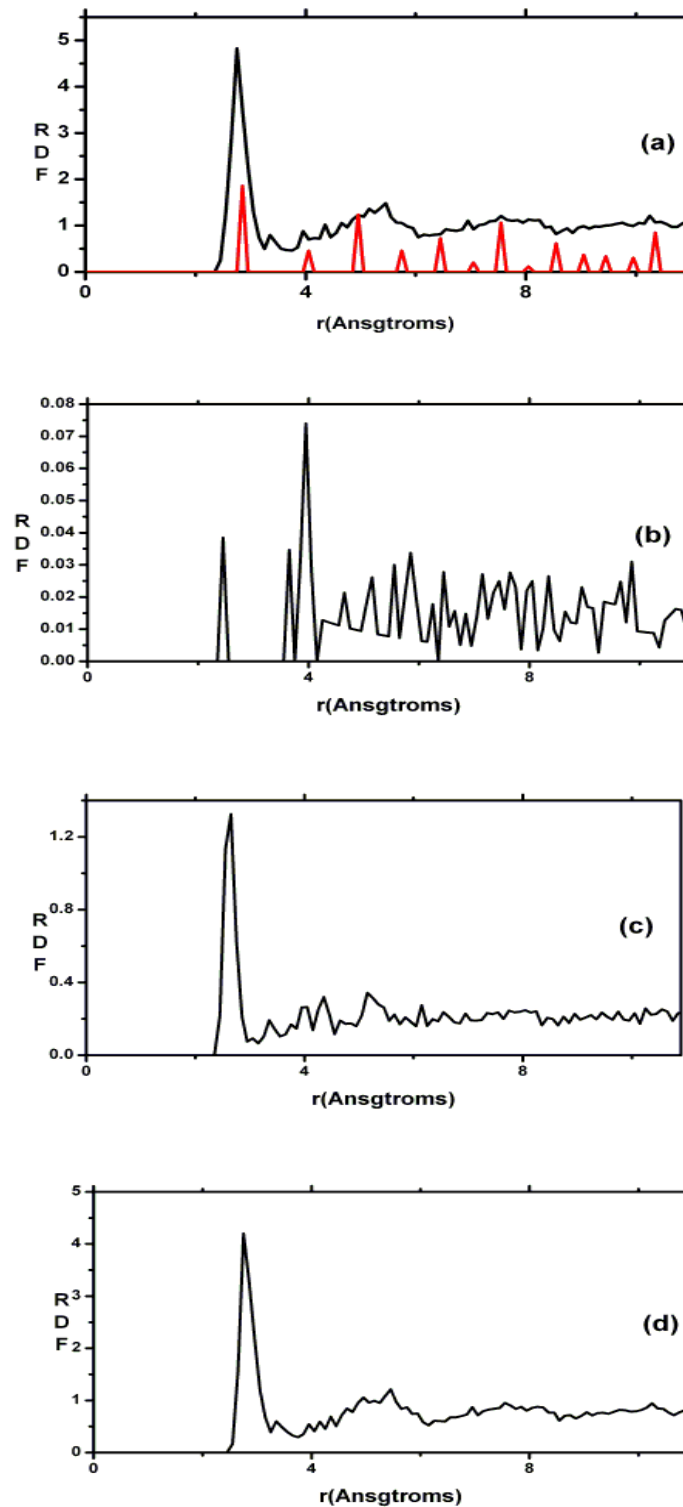 5
4
R
D
F
3
(a)
2
1
0
0 4 8
r(Ansgtroms)
0.08
0.07
0.06
0.05
R
D
F
0.04
(b)
0.03
0.02
0.01
0.00
0 4 8
r(Ansgtroms)
1.2
R
D
F
0.8
(c)
0.4
0.0
0 4 8
r(Ansgtroms)
5
4
3
R
D
F
(d)
2
1
0
0 4 8
r(Ansgtroms)